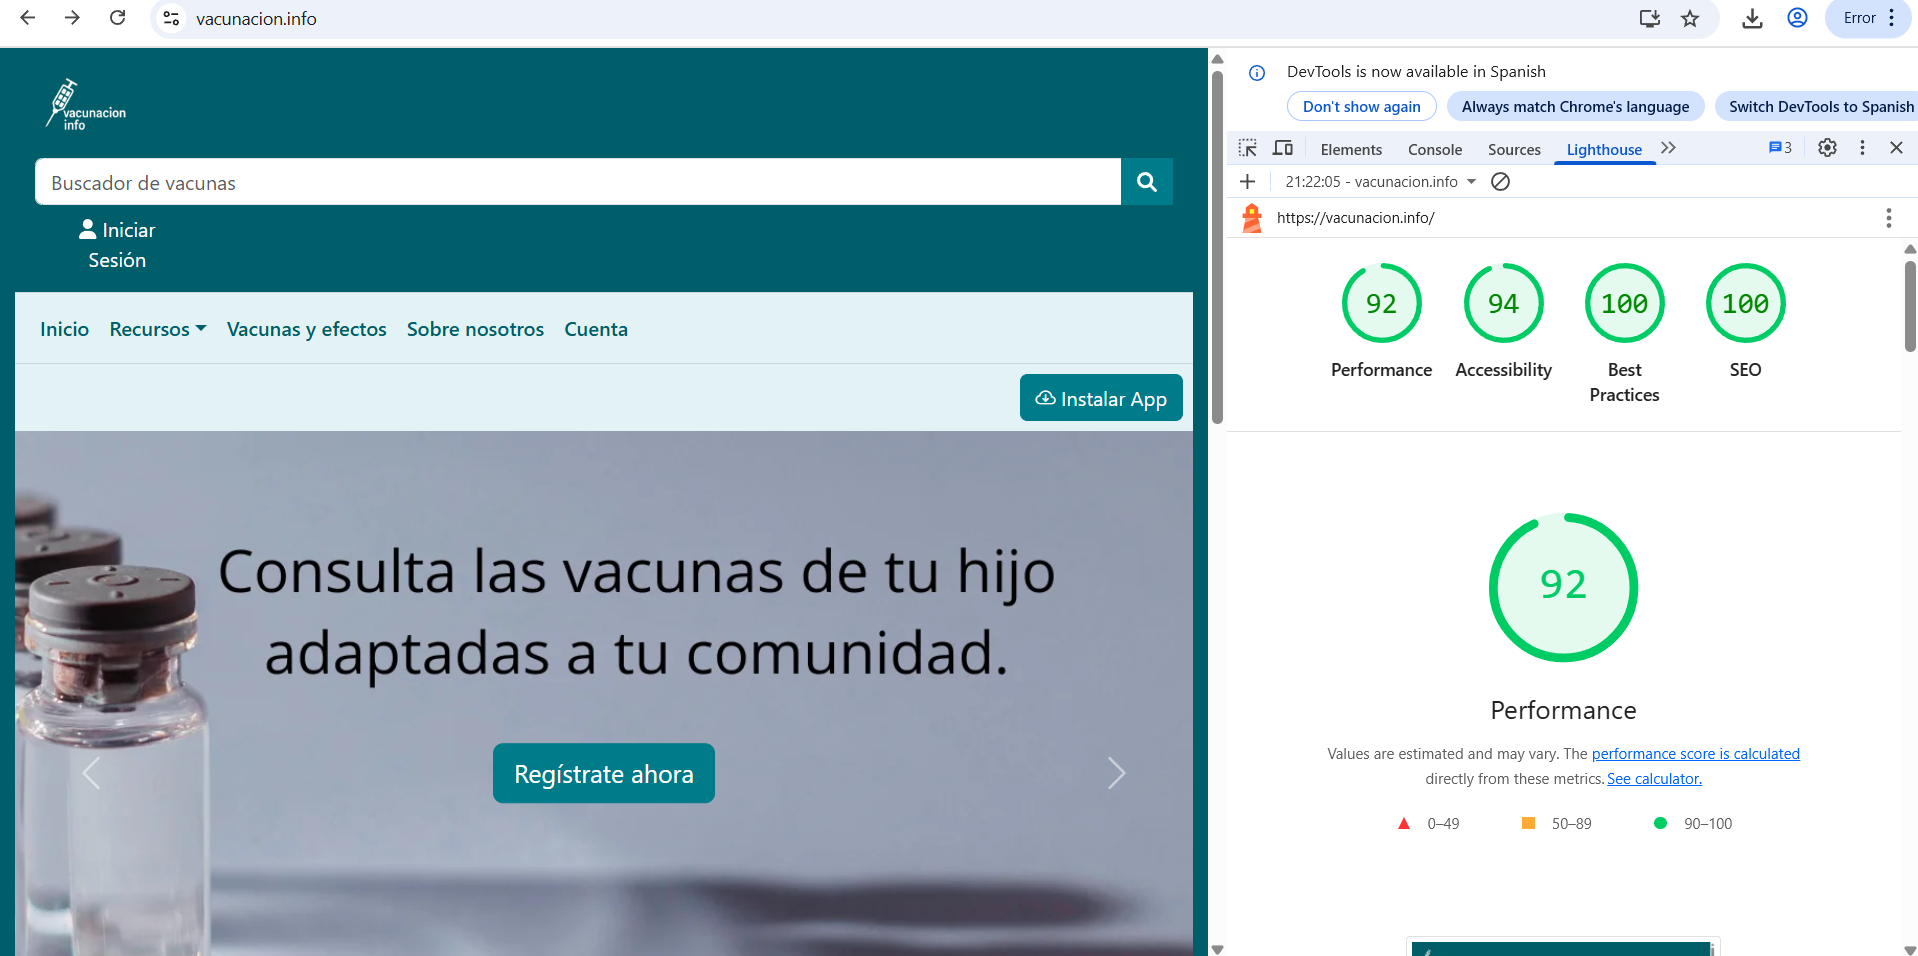 vacunacion.info
Error
vacunacion
info
Buscador de vacunas
Iniciar
Sesión
Inicio Recursos Vacunas y efectos Sobre nosotros Cuenta
Instalar App
Consulta las vacunas de tu hijo
adaptadas a tu comunidad.
Regístrate ahora
DevTools is now available in Spanish
Don't show again Always match Chrome's language Switch DevTools to Spanish
Elements Console Sources Lighthouse 3
21:22:05 - vacunacion.info
https://vacunacion.info/
92 94 100 100
Performance Accessibility Best Practices SEO
92
Performance
Values are estimated and may vary. The performance score is calculated
directly from these metrics. See calculator.
0–49 50–89 90–100